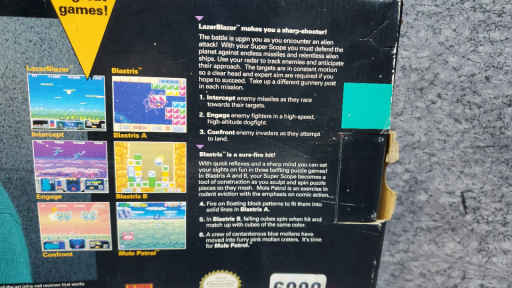 games!
LazerBlazer™
Blastris™
Intercept
Blastris A
Engage
Blastris B
Confront
Mole Patrol™
LazerBlazer™ makes you a sharp-shooter!
The battle is upon you as you encounter an alien
attack! With your Super Scope you must defend the
planet against endless missiles and relentless alien
ships. Use your radar to track enemies and anticipate
their approach. The targets are in constant motion
so a clear head and expert aim are required if you
hope to succeed. Take up a different gunnery post
in each mission.
1. Intercept enemy missiles as they race
towards their targets.
2. Engage enemy fighters in a high-speed,
high-altitude dogfight.
3. Confront enemy invaders as they attempt
to land.
Blastris™ is a sure-fire hit!
With quick reflexes and a sharp mind you can set
your sights on fun in three baffling puzzle games!
In Blastris A and B, your Super Scope becomes a
tool of construction as you sculpt and spin puzzle
pieces so they mesh. Mole Patrol is an exercise in
rodent eviction with the emphasis on comic action.
4. Fire on floating block patterns to fit them into
solid lines in Blastris A.
5. In Blastris B, falling cubes spin when hit and
match up with cubes of the same color.
6. A crew of cantankerous blue moles have
moved into furry pink molian craters. It's time
for Mole Patrol.™